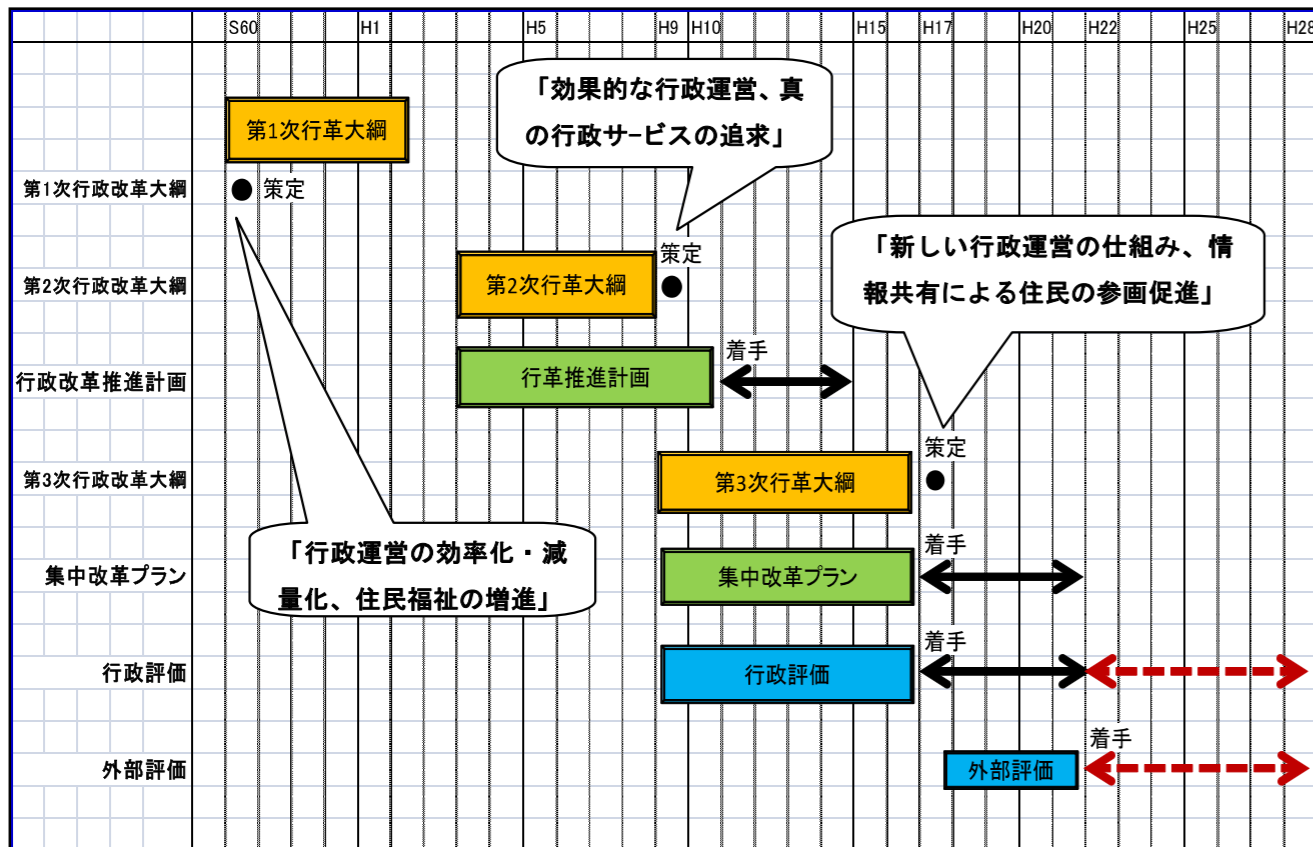 S60 H1 H5 H9 H10 H15 H17 H20 H22 H25 H28
「効果的な行政運営、真
の行政サービスの追求」
第1次行革大綱
第1次行政改革大綱
策定
「新しい行政運営の仕組み、情
報共有による住民の参画促進」
第2次行政改革大綱
第2次行革大綱
策定
行政改革推進計画
行革推進計画
着手
第3次行政改革大綱
第3次行革大綱
策定
「行政運営の効率化・減
量化、住民福祉の増進」
集中改革プラン
集中改革プラン
着手
行政評価
行政評価
着手
外部評価
外部評価
着手